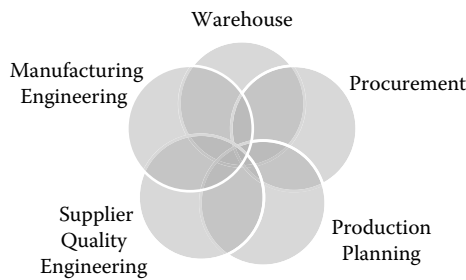 Warehouse
Manufacturing
Engineering
Procurement
Supplier
Quality
Engineering
Production
Planning